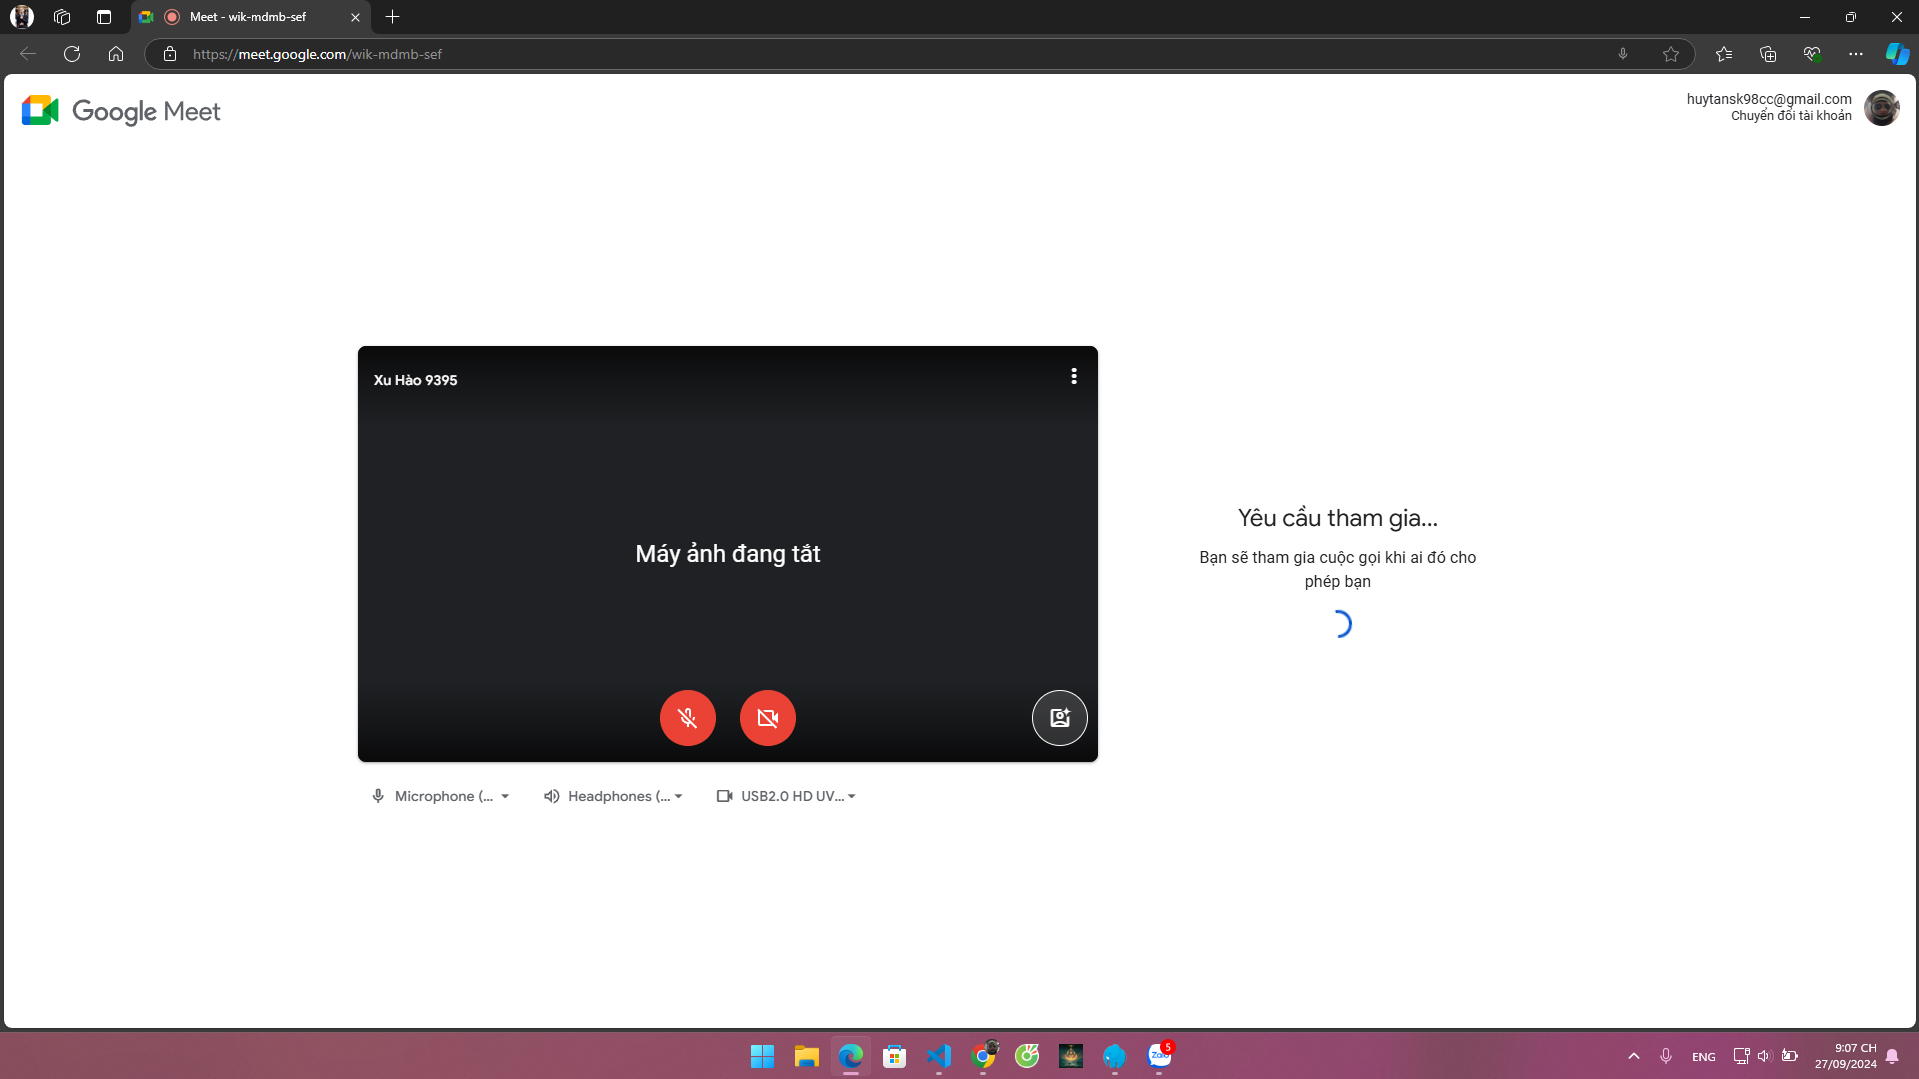 Meet - wik-mdmb-sef
https://meet.google.com/wik-mdmb-sef
Google Meet
huytansk98cc@gmail.com
Chuyển đổi tài khoản
Xu Hào 9395
Máy ảnh đang tắt
Yêu cầu tham gia...
Bạn sẽ tham gia cuộc gọi khi ai đó cho
phép bạn
Microphone (...
Headphones (...
USB2.0 HD UV...
Zalo
5
ENG
9:07 CH
27/09/2024